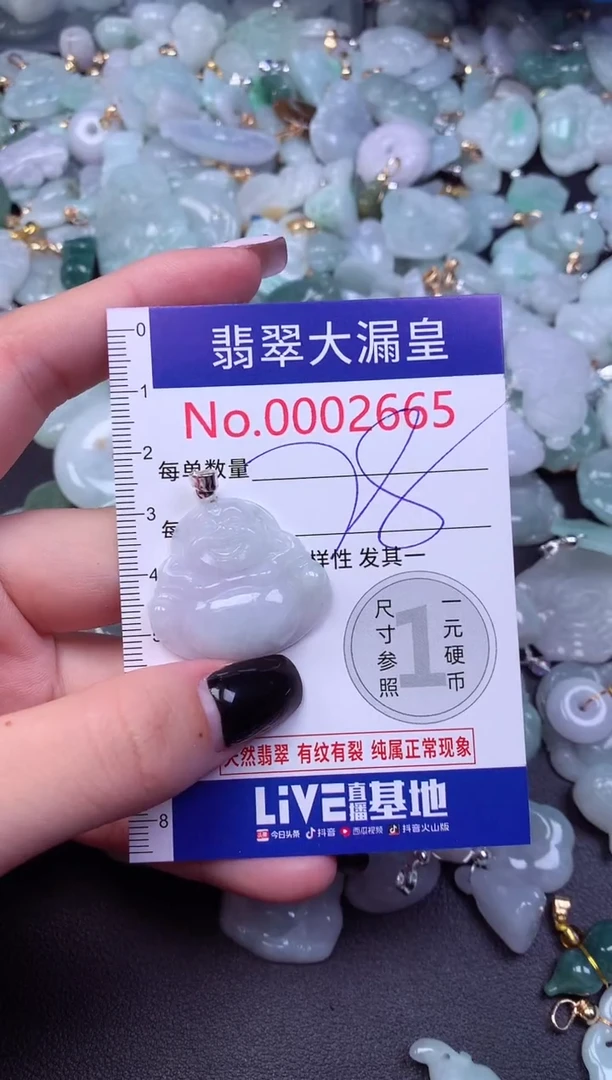 翡翠大漏皇
No.0002665
每单数量
78
每
样性 发其一
0
1
2
3
4
5
8
尺寸参照
1
一元硬币
天然翡翠 有纹有裂 纯属正常现象
LiVE直播基地
头条 今日头条 抖音 西瓜视频 抖音火山版